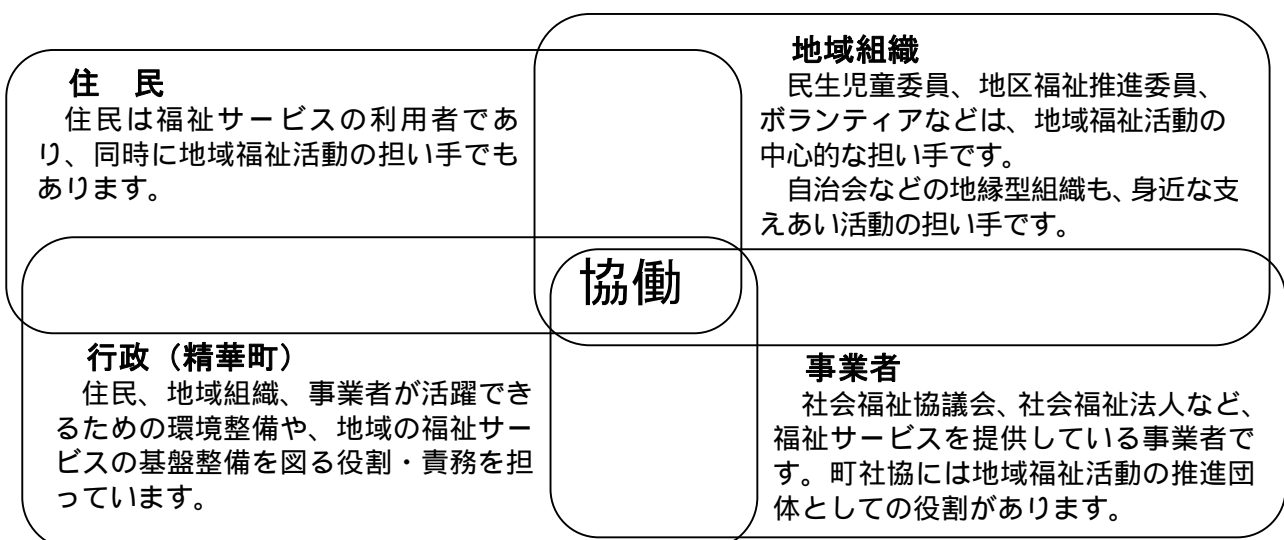 住　民
住民は福祉サービスの利用者であ
り、同時に地域福祉活動の担い手でも
あります。
地域組織
民生児童委員、地区福祉推進委員、
ボランティアなどは、地域福祉活動の
中心的な担い手です。
自治会などの地縁型組織も、身近な支
えあい活動の担い手です。
協働
行政（精華町）
住民、地域組織、事業者が活躍でき
るための環境整備や、地域の福祉サー
ビスの基盤整備を図る役割・責務を担
っています。
事業者
社会福祉協議会、社会福祉法人など、
福祉サービスを提供している事業者で
す。町社協には地域福祉活動の推進団
体としての役割があります。